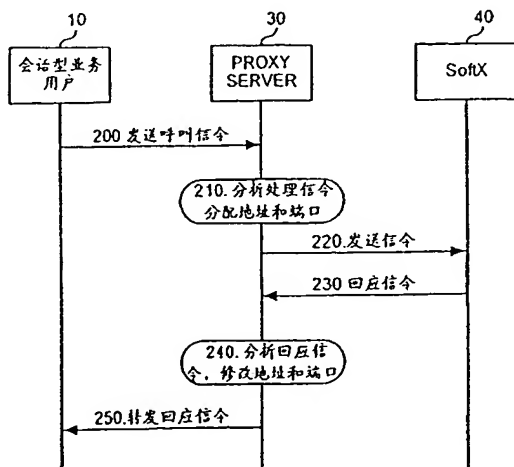 10
30
40
会话型业务
用户
PROXY
SERVER
SoftX
200 发送呼叫信令
210.分析处理信令
分配地址和端口
220.发送信令
230 回应信令
240.分析回应信
令，修改地址和端口
250.转发回应信令